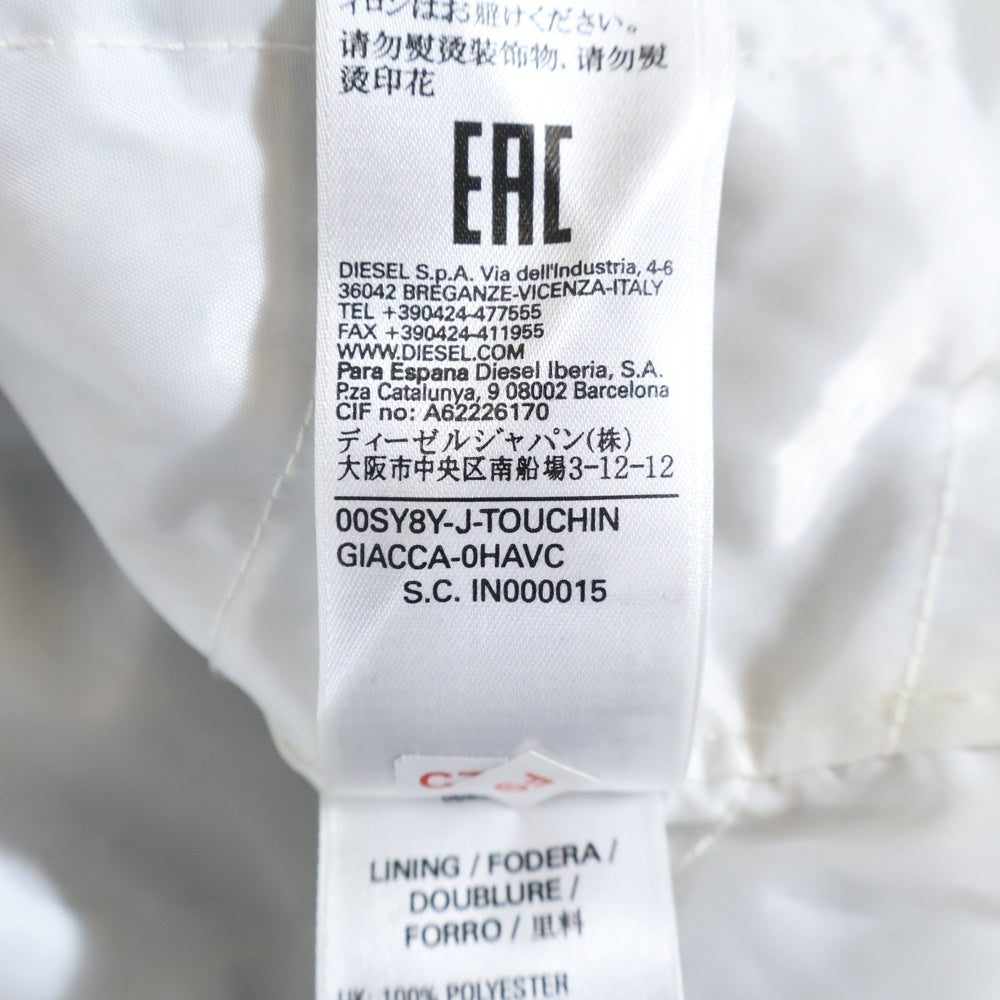 イロンはお避けください。
请勿熨烫装饰物, 请勿熨
烫印花
EAC
DIESEL S.p.A. Via dell'Industria, 4-6
36042 BREGANZE-VICENZA-ITALY
TEL +390424-477555
FAX +390424-411955
WWW.DIESEL.COM
Para Espana Diesel Iberia, S.A.
P.za Catalunya, 9 08002 Barcelona
CIF no: A62226170
ディーゼルジャパン(株)
大阪市中央区南船場3-12-12
00SY8Y-J-TOUCHIN
GIACCA-0HAVC
S.C. IN000015
LINING / FODERA /
DOUBLURE /
FORRO / 里料
UK: 100% POLYESTER